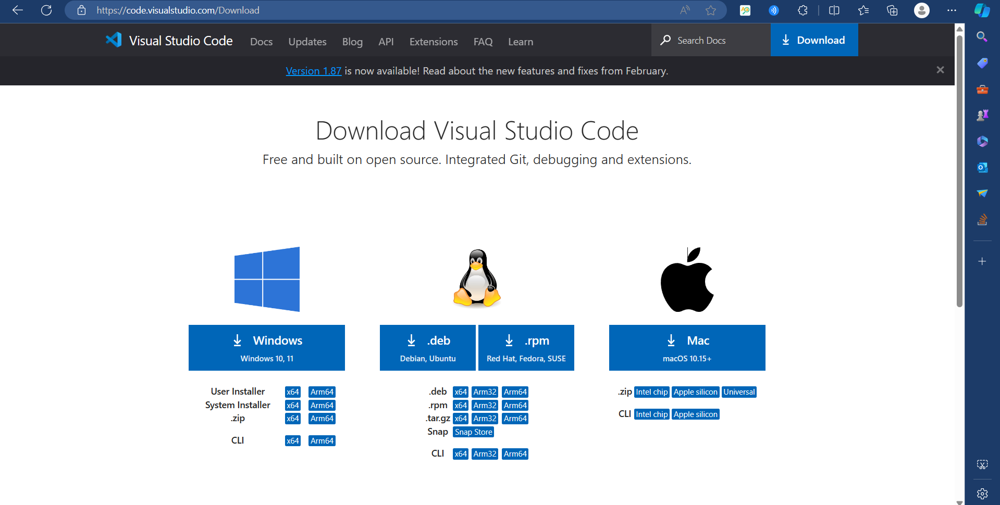 https://code.visualstudio.com/Download
Visual Studio Code Docs Updates Blog API Extensions FAQ Learn Search Docs Download
Version 1.87 is now available! Read about the new features and fixes from February.
Download Visual Studio Code
Free and built on open source. Integrated Git, debugging and extensions.
Windows
Windows 10, 11
User Installer x64 Arm64
System Installer x64 Arm64
.zip x64 Arm64
CLI x64 Arm64
.deb
Debian, Ubuntu
.rpm
Red Hat, Fedora, SUSE
.deb x64 Arm32 Arm64
.rpm x64 Arm32 Arm64
.tar.gz x64 Arm32 Arm64
Snap Snap Store
CLI x64 Arm32 Arm64
Mac
macOS 10.15+
.zip Intel chip Apple silicon Universal
CLI Intel chip Apple silicon